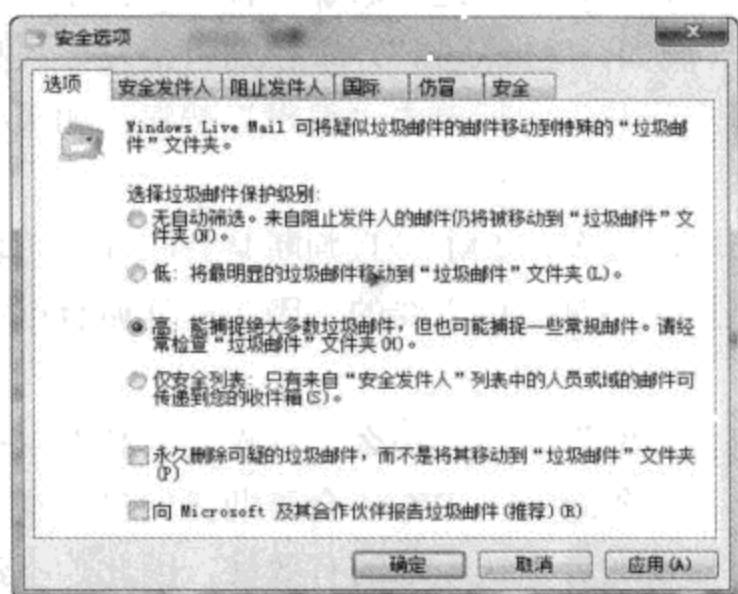 安全选项
选项 安全发件人 阻止发件人 国际 仿冒 安全
Windows Live Mail 可将疑似垃圾邮件的邮件移动到特殊的“垃圾邮
件”文件夹。
选择垃圾邮件保护级别:
无自动筛选。来自阻止发件人的邮件仍将被移动到“垃圾邮件”文
件夹(N)。
低: 将最明显的垃圾邮件移动到“垃圾邮件”文件夹(L)。
高: 能捕捉绝大多数垃圾邮件，但也可能捕捉一些常规邮件。请经
常检查“垃圾邮件”文件夹(H)。
仅安全列表: 只有来自“安全发件人”列表中的人员或域的邮件可
传递到您的收件箱(S)。
永久删除可疑的垃圾邮件，而不是将其移动到“垃圾邮件”文件夹
(P)
向 Microsoft 及其合作伙伴报告垃圾邮件(推荐)(R)
确定 取消 应用(A)